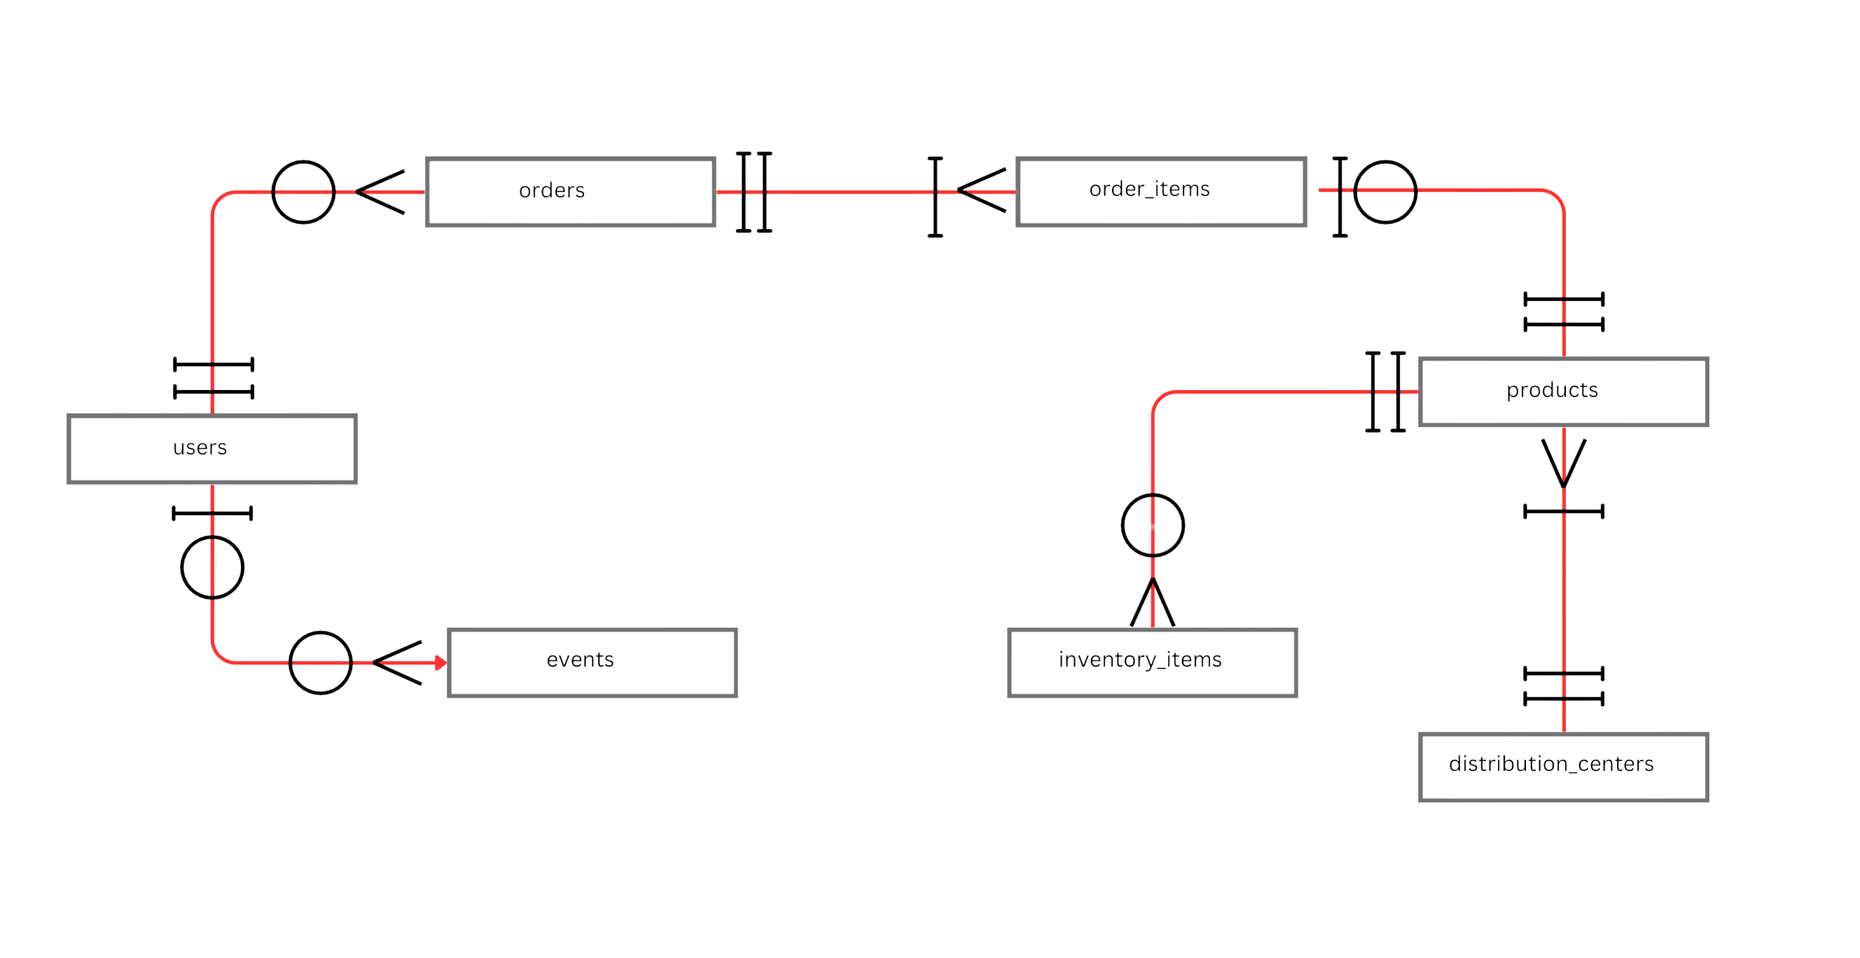 orders
order_items
products
users
events
inventory_items
distribution_centers